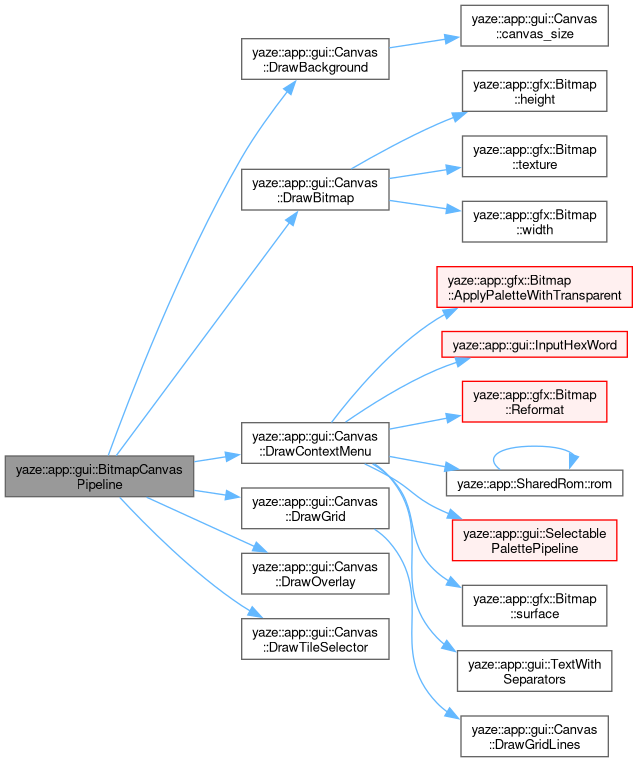 yaze::app::gui::BitmapCanvas
Pipeline
yaze::app::gui::Canvas
::DrawBackground
yaze::app::gui::Canvas
::DrawBitmap
yaze::app::gui::Canvas
::DrawContextMenu
yaze::app::gui::Canvas
::DrawGrid
yaze::app::gui::Canvas
::DrawOverlay
yaze::app::gui::Canvas
::DrawTileSelector
yaze::app::gui::Canvas
::canvas_size
yaze::app::gfx::Bitmap
::height
yaze::app::gfx::Bitmap
::texture
yaze::app::gfx::Bitmap
::width
yaze::app::gfx::Bitmap
::ApplyPaletteWithTransparent
yaze::app::gui::InputHexWord
yaze::app::gfx::Bitmap
::Reformat
yaze::app::SharedRom::rom
yaze::app::gui::Selectable
PalettePipeline
yaze::app::gfx::Bitmap
::surface
yaze::app::gui::TextWith
Separators
yaze::app::gui::Canvas
::DrawGridLines